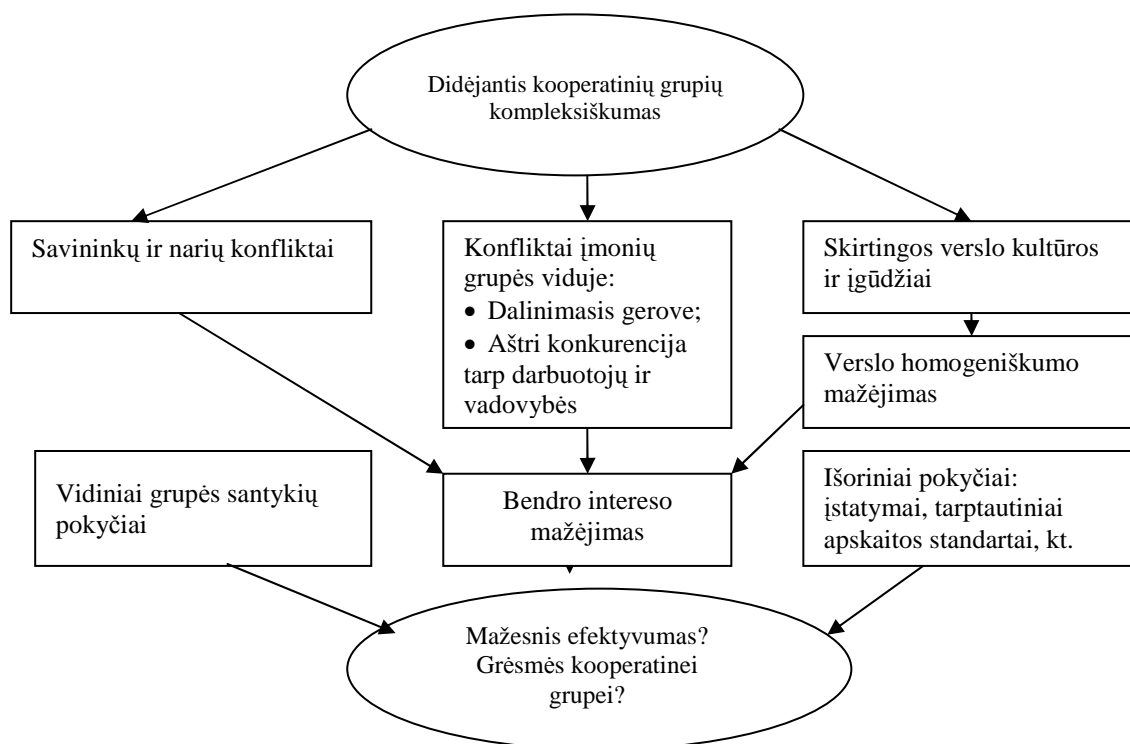 Didėjantis kooperatinių grupių
kompleksiškumas
Savininkų ir narių konfliktai
Konfliktai įmonių
grupės viduje:
• Dalinimasis gerove;
• Aštri konkurencija
tarp darbuotojų ir
vadovybės
Skirtingos verslo kultūros
ir įgūdžiai
Verslo homogeniškumo
mažėjimas
Vidiniai grupės santykių
pokyčiai
Bendro intereso
mažėjimas
Išoriniai pokyčiai:
įstatymai, tarptautiniai
apskaitos standartai, kt.
Mažesnis efektyvumas?
Grėsmės kooperatinei
grupei?